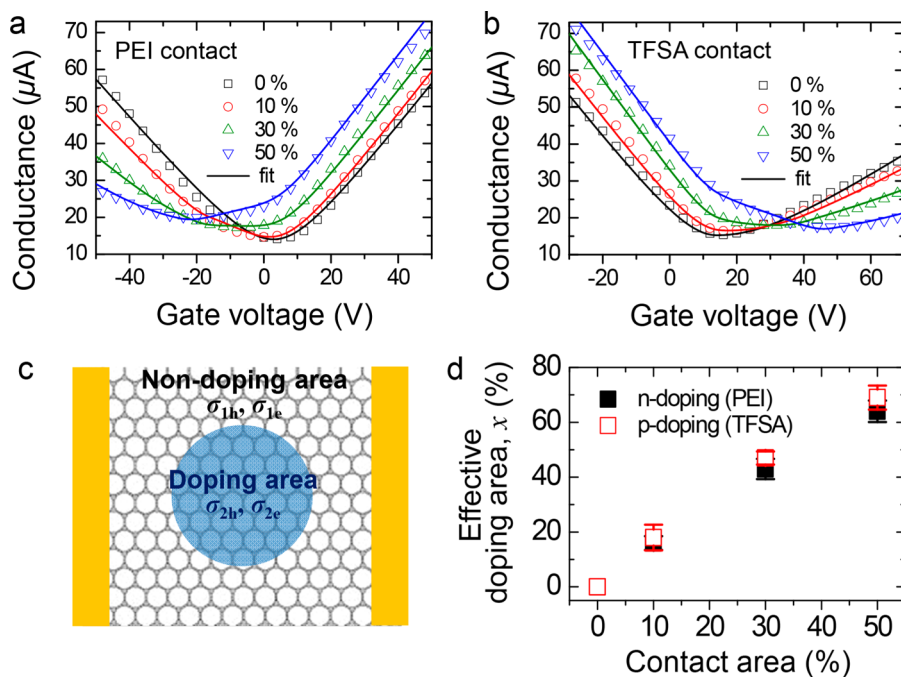 a
PEI contact
0 %
10 %
30 %
50 %
fit
Conductance (µA)
70
60
50
40
30
20
10
-40 -20 0 20 40
Gate voltage (V)
b
TFSA contact
0 %
10 %
30 %
50 %
fit
Conductance (µA)
70
60
50
40
30
20
10
-20 0 20 40 60
Gate voltage (V)
c
Non-doping area
σ1h, σ1e
Doping area
σ2h, σ2e
d
n-doping (PEI)
p-doping (TFSA)
Effective
doping area, x (%)
80
60
40
20
0
0 10 20 30 40 50
Contact area (%)